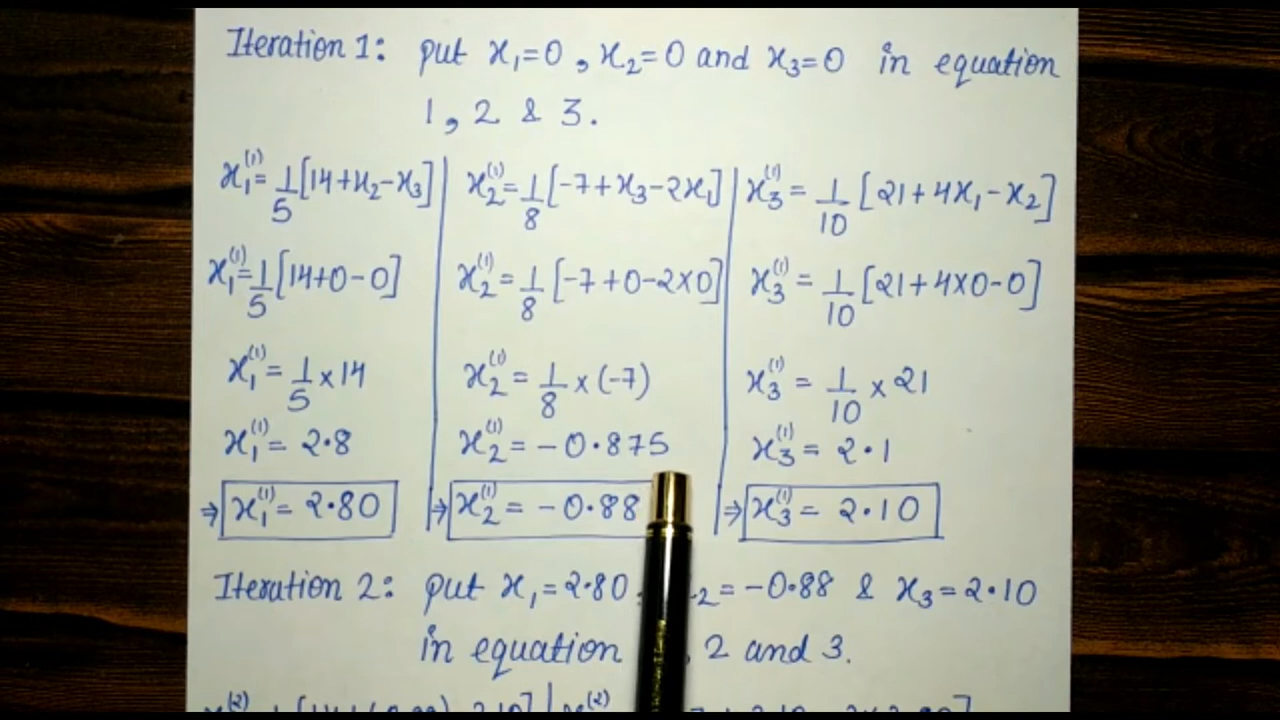 Iteration 1: put x₁=0, x₂=0 and x₃=0 in equation
1, 2 & 3.
x₁⁽¹⁾ = 1/5 [14+x₂-x₃] | x₂⁽¹⁾ = 1/8 [-7+x₃-2x₁] | x₃⁽¹⁾ = 1/10 [21+4x₁-x₂]
x₁⁽¹⁾ = 1/5 [14+0-0] | x₂⁽¹⁾ = 1/8 [-7+0-2×0] | x₃⁽¹⁾ = 1/10 [21+4×0-0]
x₁⁽¹⁾ = 1/5 × 14 | x₂⁽¹⁾ = 1/8 × (-7) | x₃⁽¹⁾ = 1/10 × 21
x₁⁽¹⁾ = 2.8 | x₂⁽¹⁾ = -0.875 | x₃⁽¹⁾ = 2.1
⇒ x₁⁽¹⁾ = 2.80 | ⇒ x₂⁽¹⁾ = -0.88 | ⇒ x₃⁽¹⁾ = 2.10
Iteration 2: put x₁=2.80 ₂=-0.88 & x₃=2.10
in equation , 2 and 3.